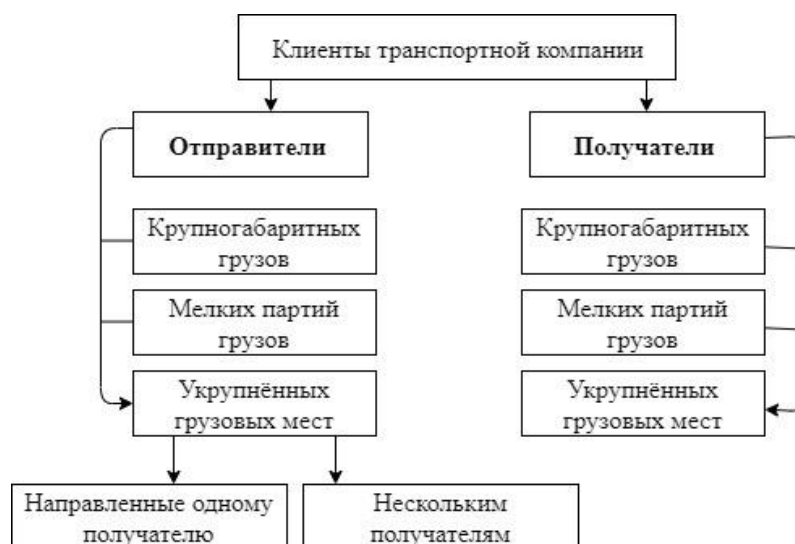 Клиенты транспортной компании
Отправители
Получатели
Крупногабаритных
грузов
Крупногабаритных
грузов
Мелких партий
грузов
Мелких партий
грузов
Укрупнённых
грузовых мест
Укрупнённых
грузовых мест
Направленные одному
получателю
Нескольким
получателям